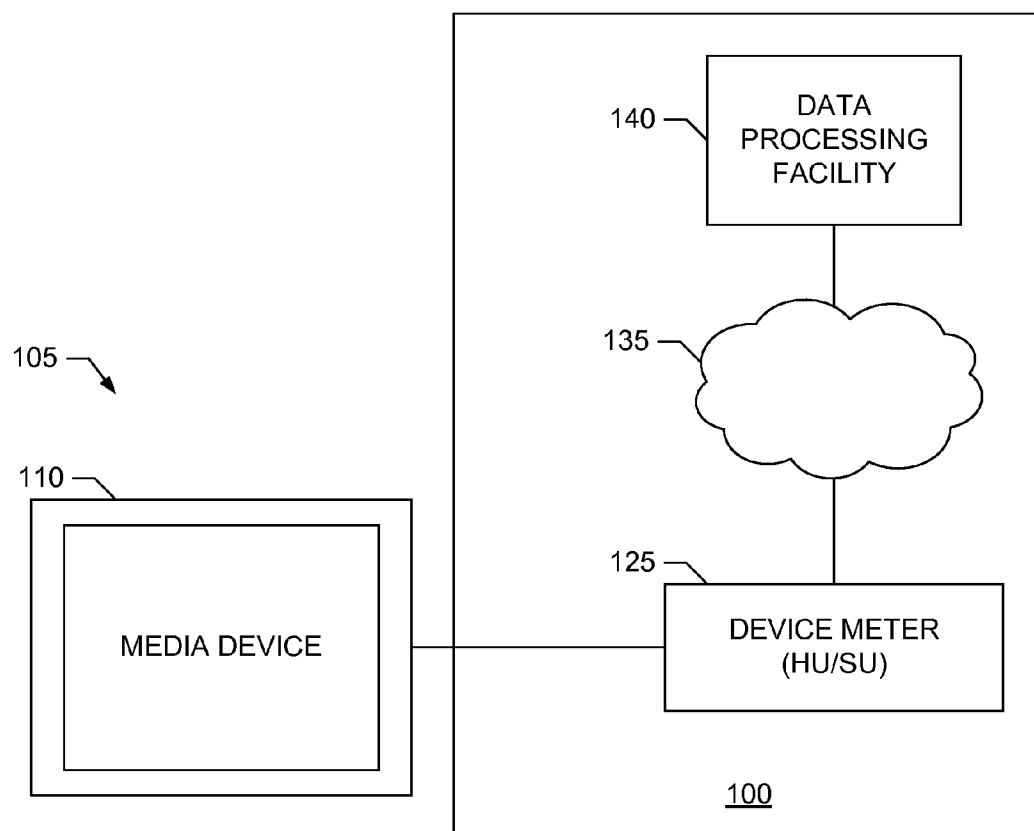 140
DATA
PROCESSING
FACILITY
135
105
110
MEDIA DEVICE
125
DEVICE METER
(HU/SU)
100